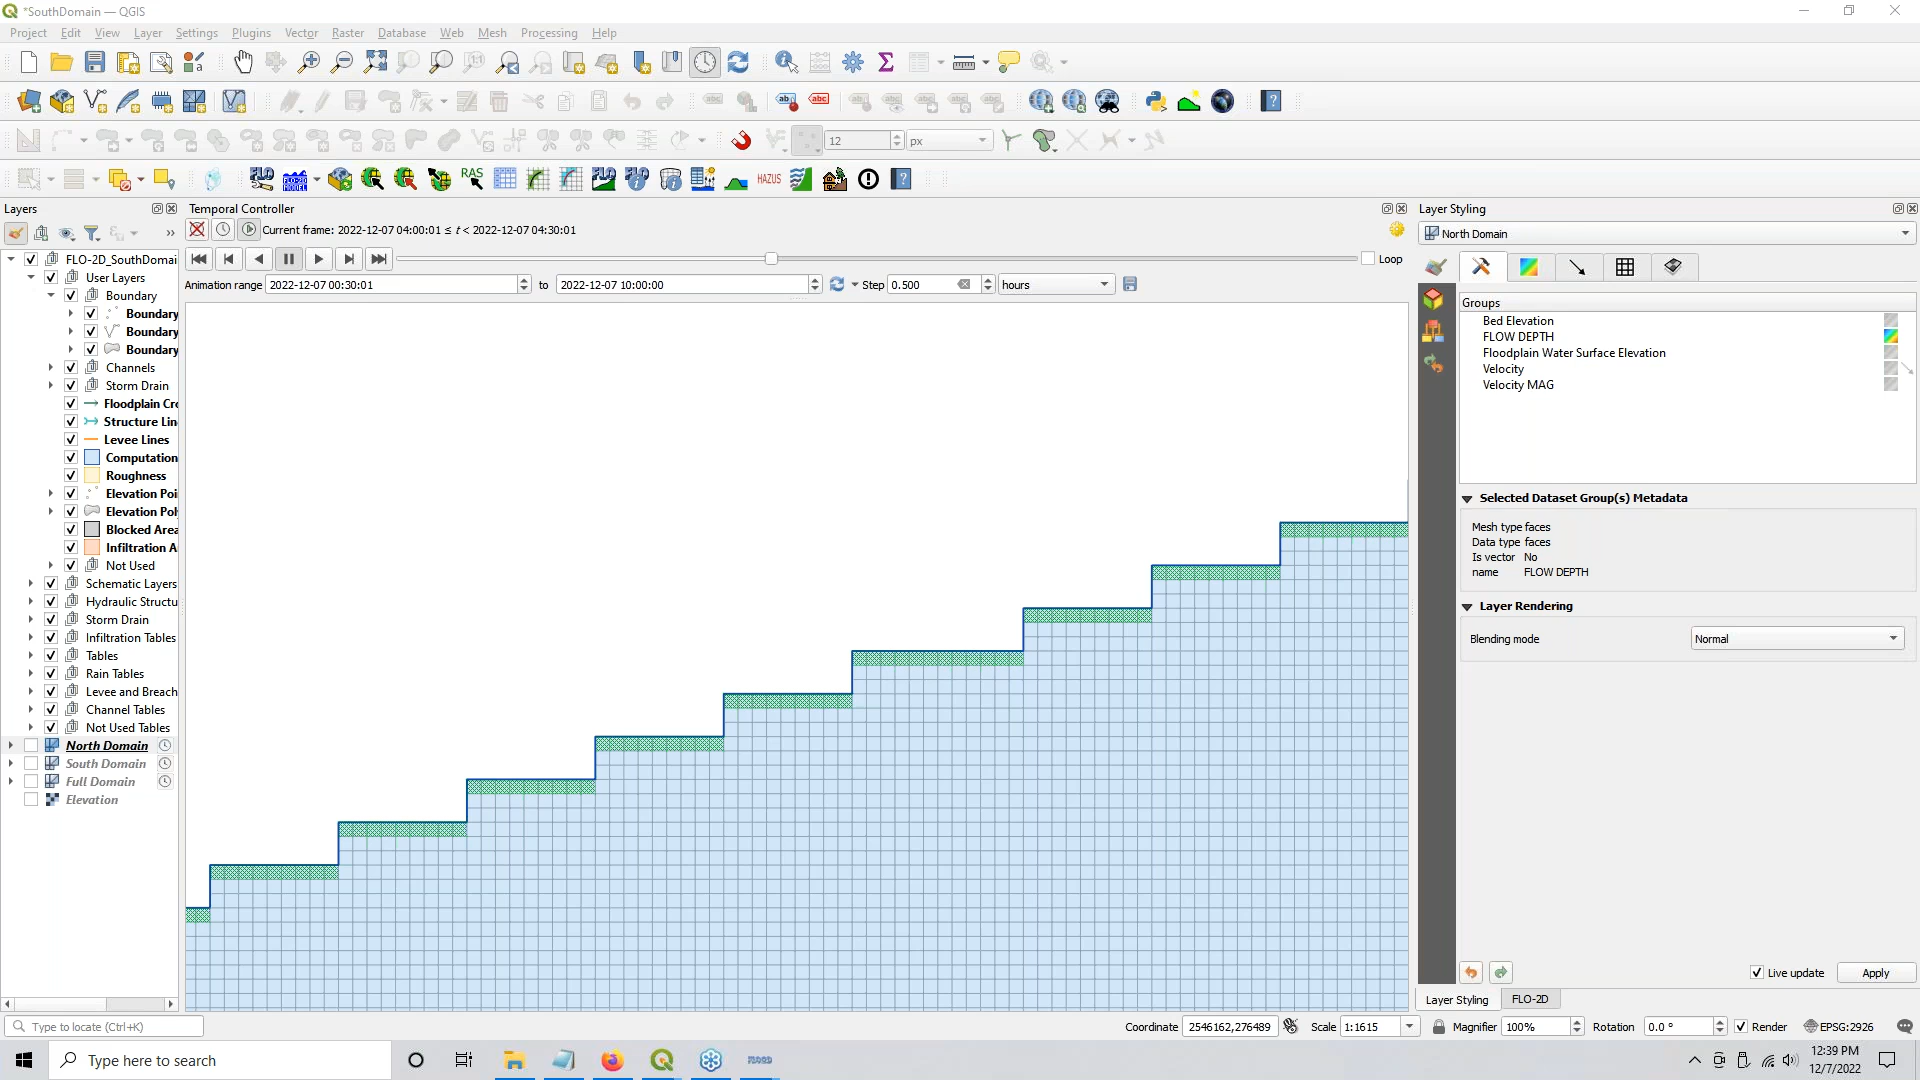 *SouthDomain — QGIS
Project Edit View Layer Settings Plugins Vector Raster Database Web Mesh Processing Help
abc ab abc
12 px
FLO RAS FLO FLO HAZUS
Layers
Temporal Controller
Layer Styling
Current frame: 2022-12-07 04:00:01 ≤ t < 2022-12-07 04:30:01
North Domain
Loop
Animation range 2022-12-07 00:30:01 to 2022-12-07 10:00:00 Step 0.500 hours
FLO-2D_SouthDomai
User Layers
Boundary
Boundary
Boundary
Boundary
Channels
Storm Drain
Floodplain Cr
Structure Lin
Levee Lines
Computation
Roughness
Elevation Poi
Elevation Pol
Blocked Area
Infiltration A
Not Used
Schematic Layers
Hydraulic Structu
Storm Drain
Infiltration Tables
Tables
Rain Tables
Levee and Breach
Channel Tables
Not Used Tables
North Domain
South Domain
Full Domain
Elevation
Groups
Bed Elevation
FLOW DEPTH
Floodplain Water Surface Elevation
Velocity
Velocity MAG
Selected Dataset Group(s) Metadata
Mesh type faces
Data type faces
Is vector No
name FLOW DEPTH
Layer Rendering
Blending mode Normal
Live update Apply
Layer Styling FLO-2D
Type to locate (Ctrl+K)
Coordinate 2546162,276489 Scale 1:1615 Magnifier 100% Rotation 0.0 ° Render EPSG:2926
Type here to search
FLOOD
12:39 PM
12/7/2022